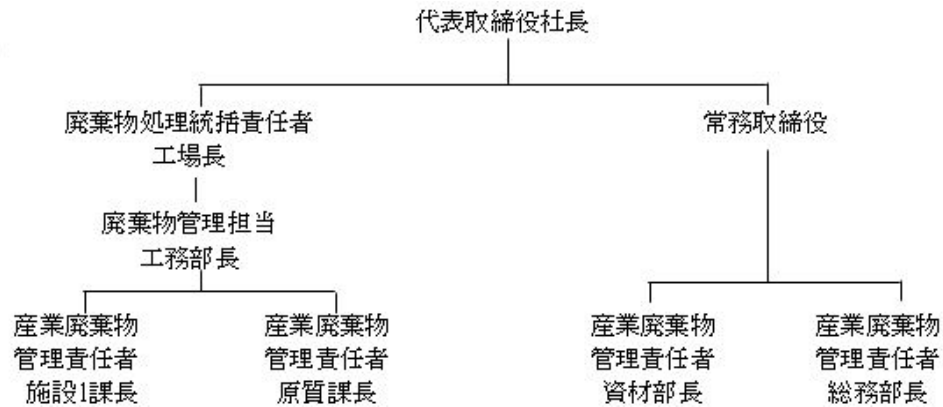 代表取締役社長
廃棄物処理統括責任者
工場長
常務取締役
廃棄物管理担当
工務部長
産業廃棄物
管理責任者
施設1課長
産業廃棄物
管理責任者
原質課長
産業廃棄物
管理責任者
資材部長
産業廃棄物
管理責任者
総務部長